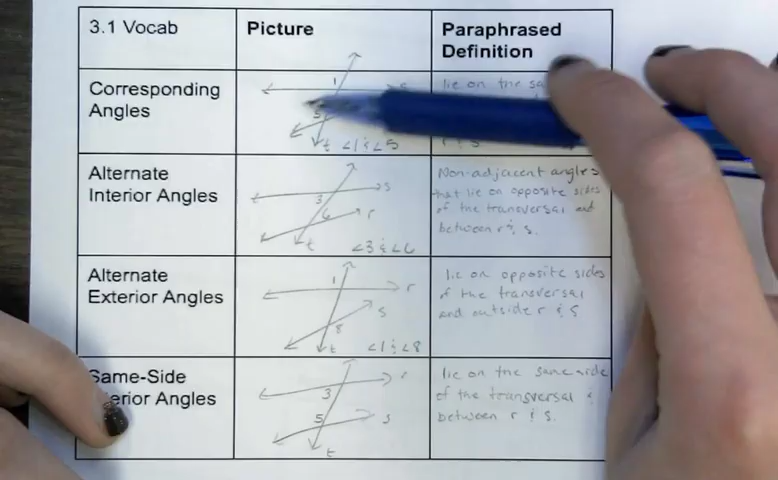 3.1 Vocab
Picture
Paraphrased
Definition
Corresponding
Angles
1
5
t
<1 & <5
lie on the sa
r & s
Alternate
Interior Angles
s
3
6
r
t
<3 & <6
Non-adjacent angles
that lie on opposite sides
of the transversal and
between r & s.
Alternate
Exterior Angles
1
r
s
8
t
<1 & <8
lie on opposite sides
of the transversal
and outside r & s
Same-Side
erior Angles
r
3
5
s
t
lie on the same side
of the transversal &
between r & s.